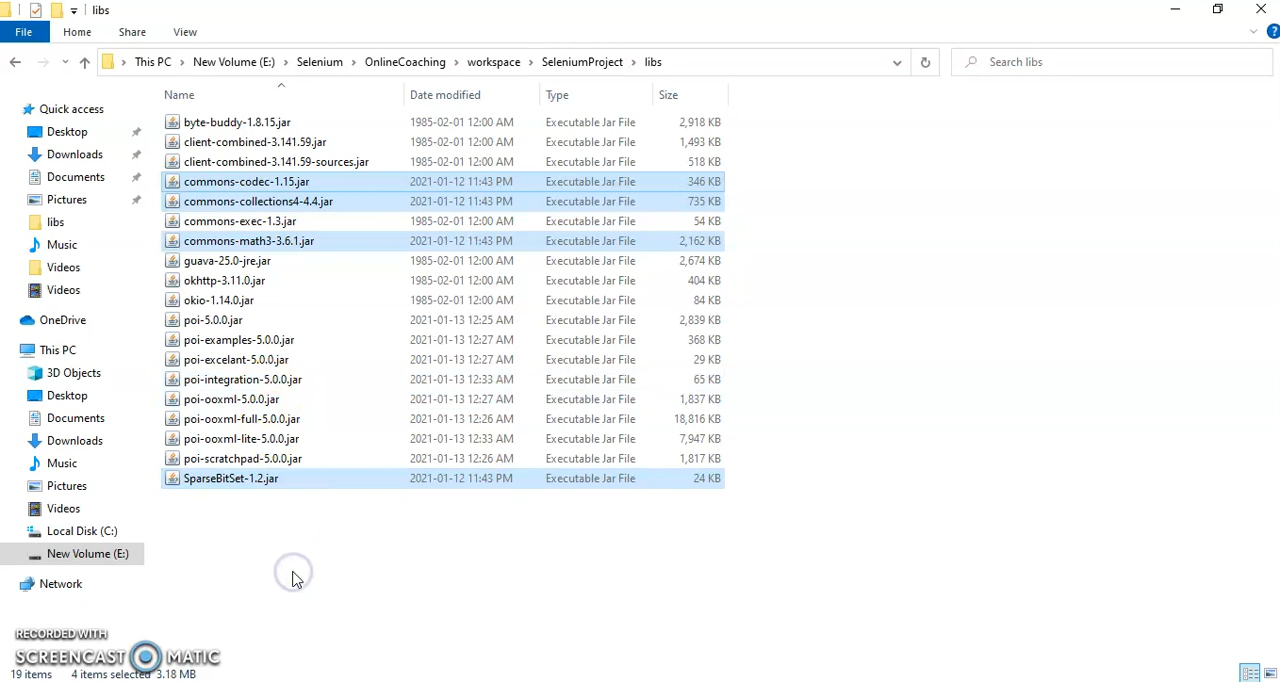 libs
File Home Share View
This PC New Volume (E:) Selenium OnlineCoaching workspace SeleniumProject libs Search libs
Name Date modified Type Size
Quick access
Desktop
Downloads
Documents
Pictures
libs
Music
Videos
Videos
OneDrive
This PC
3D Objects
Desktop
Documents
Downloads
Music
Pictures
Videos
Local Disk (C:)
New Volume (E:)
Network
byte-buddy-1.8.15.jar 1985-02-01 12:00 AM Executable Jar File 2,918 KB
client-combined-3.141.59.jar 1985-02-01 12:00 AM Executable Jar File 1,493 KB
client-combined-3.141.59-sources.jar 1985-02-01 12:00 AM Executable Jar File 518 KB
commons-codec-1.15.jar 2021-01-12 11:43 PM Executable Jar File 346 KB
commons-collections4-4.4.jar 2021-01-12 11:43 PM Executable Jar File 735 KB
commons-exec-1.3.jar 1985-02-01 12:00 AM Executable Jar File 54 KB
commons-math3-3.6.1.jar 2021-01-12 11:43 PM Executable Jar File 2,162 KB
guava-25.0-jre.jar 1985-02-01 12:00 AM Executable Jar File 2,674 KB
okhttp-3.11.0.jar 1985-02-01 12:00 AM Executable Jar File 404 KB
okio-1.14.0.jar 1985-02-01 12:00 AM Executable Jar File 84 KB
poi-5.0.0.jar 2021-01-13 12:25 AM Executable Jar File 2,839 KB
poi-examples-5.0.0.jar 2021-01-13 12:27 AM Executable Jar File 368 KB
poi-excelant-5.0.0.jar 2021-01-13 12:27 AM Executable Jar File 29 KB
poi-integration-5.0.0.jar 2021-01-13 12:33 AM Executable Jar File 65 KB
poi-ooxml-5.0.0.jar 2021-01-13 12:27 AM Executable Jar File 1,837 KB
poi-ooxml-full-5.0.0.jar 2021-01-13 12:26 AM Executable Jar File 18,816 KB
poi-ooxml-lite-5.0.0.jar 2021-01-13 12:33 AM Executable Jar File 7,947 KB
poi-scratchpad-5.0.0.jar 2021-01-13 12:26 AM Executable Jar File 1,817 KB
SparseBitSet-1.2.jar 2021-01-12 11:43 PM Executable Jar File 24 KB
RECORDED WITH
SCREENCAST MATIC
19 items 4 items selected 3.18 MB